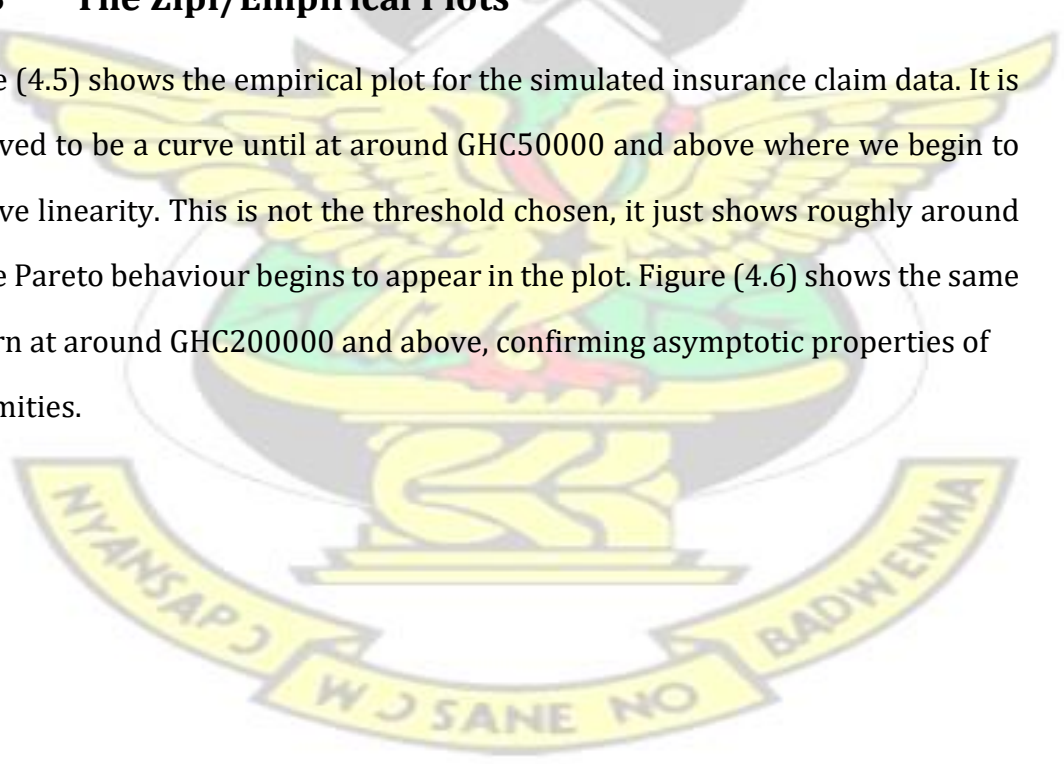 The Zipf/Empirical Plots
(4.5) shows the empirical plot for the simulated insurance claim data. It is
ved to be a curve until at around GHC50000 and above where we begin to
ve linearity. This is not the threshold chosen, it just shows roughly around
e Pareto behaviour begins to appear in the plot. Figure (4.6) shows the same
rn at around GHC200000 and above, confirming asymptotic properties of
mities.
NYANSAPƆ
WƆSANE NO
BADWENMA